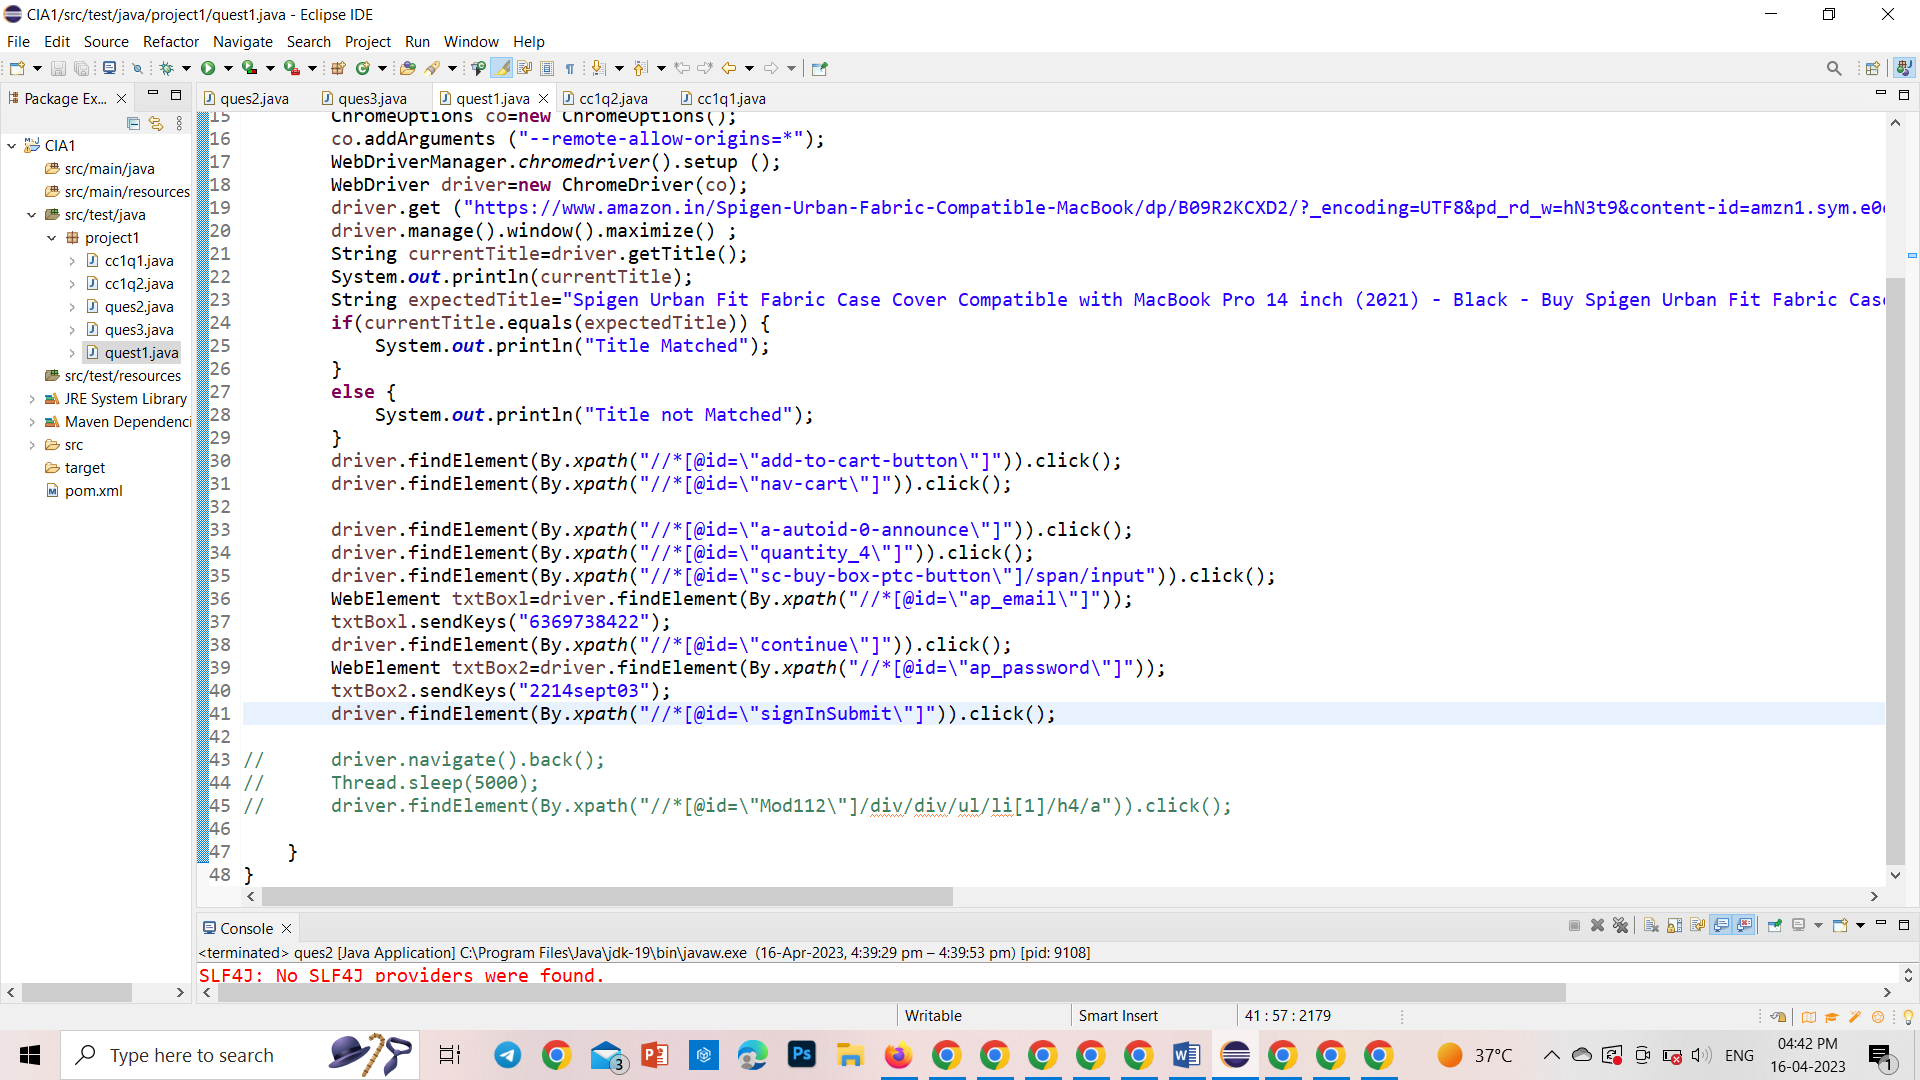 CIA1/src/test/java/project1/quest1.java - Eclipse IDE
File Edit Source Refactor Navigate Search Project Run Window Help
Package Ex...
ques2.java ques3.java quest1.java cc1q2.java cc1q1.java
CIA1
src/main/java
src/main/resources
src/test/java
project1
cc1q1.java
cc1q2.java
ques2.java
ques3.java
quest1.java
src/test/resources
JRE System Library
Maven Dependenci
src
target
pom.xml
15 ChromeOptions co=new ChromeOptions();
16 co.addArguments ("--remote-allow-origins=*");
17 WebDriverManager.chromedriver().setup ();
18 WebDriver driver=new ChromeDriver(co);
19 driver.get ("https://www.amazon.in/Spigen-Urban-Fabric-Compatible-MacBook/dp/B09R2KCXD2/?_encoding=UTF8&pd_rd_w=hN3t9&content-id=amzn1.sym.e0
20 driver.manage().window().maximize() ;
21 String currentTitle=driver.getTitle();
22 System.out.println(currentTitle);
23 String expectedTitle="Spigen Urban Fit Fabric Case Cover Compatible with MacBook Pro 14 inch (2021) - Black - Buy Spigen Urban Fit Fabric Cas
24 if(currentTitle.equals(expectedTitle)) {
25 System.out.println("Title Matched");
26 }
27 else {
28 System.out.println("Title not Matched");
29 }
30 driver.findElement(By.xpath("//*[@id=\"add-to-cart-button\"]")).click();
31 driver.findElement(By.xpath("//*[@id=\"nav-cart\"]")).click();
32
33 driver.findElement(By.xpath("//*[@id=\"a-autoid-0-announce\"]")).click();
34 driver.findElement(By.xpath("//*[@id=\"quantity_4\"]")).click();
35 driver.findElement(By.xpath("//*[@id=\"sc-buy-box-ptc-button\"]/span/input")).click();
36 WebElement txtBoxl=driver.findElement(By.xpath("//*[@id=\"ap_email\"]"));
37 txtBoxl.sendKeys("6369738422");
38 driver.findElement(By.xpath("//*[@id=\"continue\"]")).click();
39 WebElement txtBox2=driver.findElement(By.xpath("//*[@id=\"ap_password\"]"));
40 txtBox2.sendKeys("2214sept03");
41 driver.findElement(By.xpath("//*[@id=\"signInSubmit\"]")).click();
42
43 // driver.navigate().back();
44 // Thread.sleep(5000);
45 // driver.findElement(By.xpath("//*[@id=\"Mod112\"]/div/div/ul/li[1]/h4/a")).click();
46
47 }
48 }
Console
<terminated> ques2 [Java Application] C:\Program Files\Java\jdk-19\bin\javaw.exe (16-Apr-2023, 4:39:29 pm – 4:39:53 pm) [pid: 9108]
SLF4J: No SLF4J providers were found.
Writable Smart Insert 41 : 57 : 2179
Type here to search
3
37°C
ENG
04:42 PM
16-04-2023
1